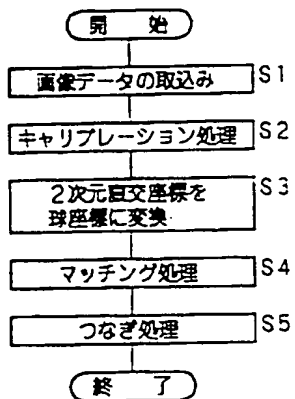 開 始
画像データの取込み S1
キャリブレーション処理 S2
2次元直交座標を S3
球座標に変換
マッチング処理 S4
つなぎ処理 S5
終 了